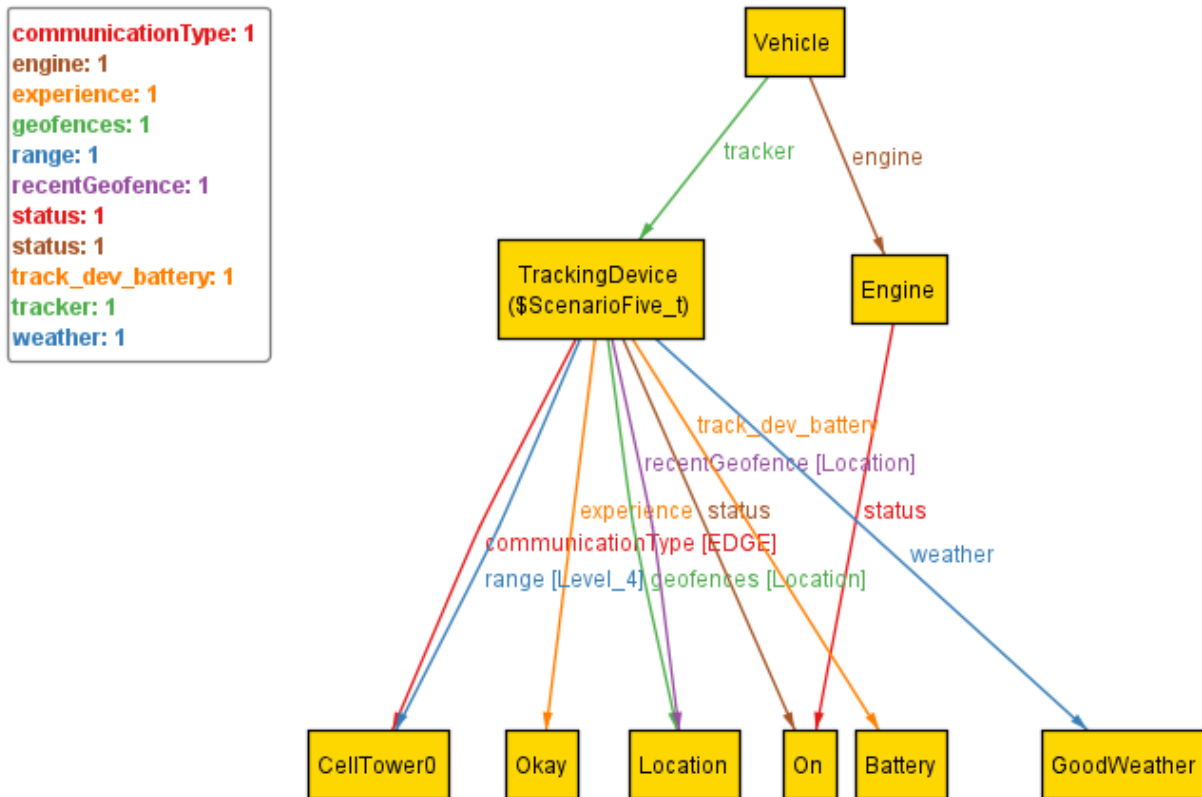 communicationType: 1
engine: 1
experience: 1
geofences: 1
range: 1
recentGeofence: 1
status: 1
status: 1
track_dev_battery: 1
tracker: 1
weather: 1
Vehicle
tracker
engine
TrackingDevice
($ScenarioFive_t)
Engine
track_dev_battery
recentGeofence [Location]
experience
status
status
communicationType [EDGE]
weather
range [Level_4]
geofences [Location]
CellTower0
Okay
Location
On
Battery
GoodWeather